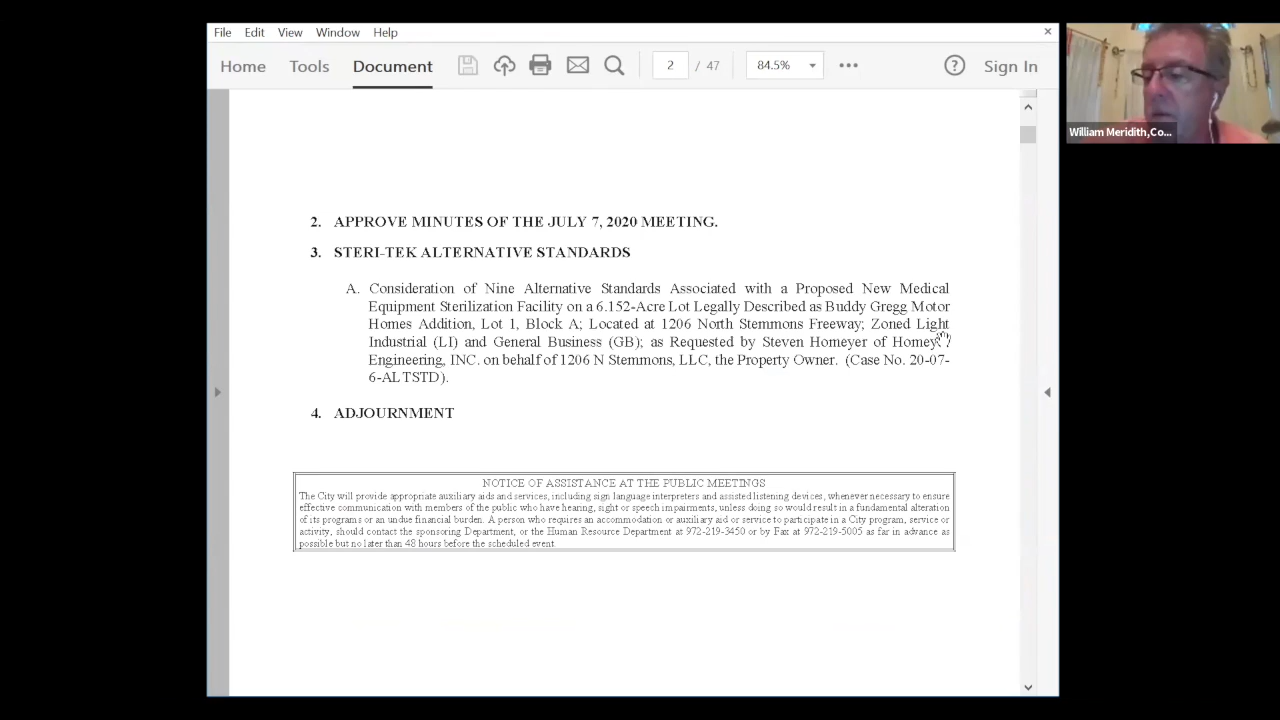 File Edit View Window Help
Home Tools Document 2 / 47 84.5% Sign In
William Meridith,Co...
2. APPROVE MINUTES OF THE JULY 7, 2020 MEETING.
3. STERI-TEK ALTERNATIVE STANDARDS
A. Consideration of Nine Alternative Standards Associated with a Proposed New Medical
Equipment Sterilization Facility on a 6.152-Acre Lot Legally Described as Buddy Gregg Motor
Homes Addition, Lot 1, Block A; Located at 1206 North Stemmons Freeway; Zoned Light
Industrial (LI) and General Business (GB); as Requested by Steven Homeyer of
Engineering, INC. on behalf of 1206 N Stemmons, LLC, the Property Owner. (Case No. 20-07-
6-ALTSTD).
4. ADJOURNMENT
NOTICE OF ASSISTANCE AT THE PUBLIC MEETINGS
The City will provide appropriate auxiliary aids and services, including sign language interpreters and assisted listening devices, whenever necessary to ensure
effective communication with members of the public who have hearing, sight or speech impairments, unless doing so would result in a fundamental alteration
of its programs or an undue financial burden. A person who requires an accommodation or auxiliary aid or service to participate in a City program, service or
activity, should contact the sponsoring Department, or the Human Resource Department at 972-219-3450 or by Fax at 972-219-5005 as far in advance as
possible but no later than 48 hours before the scheduled event.